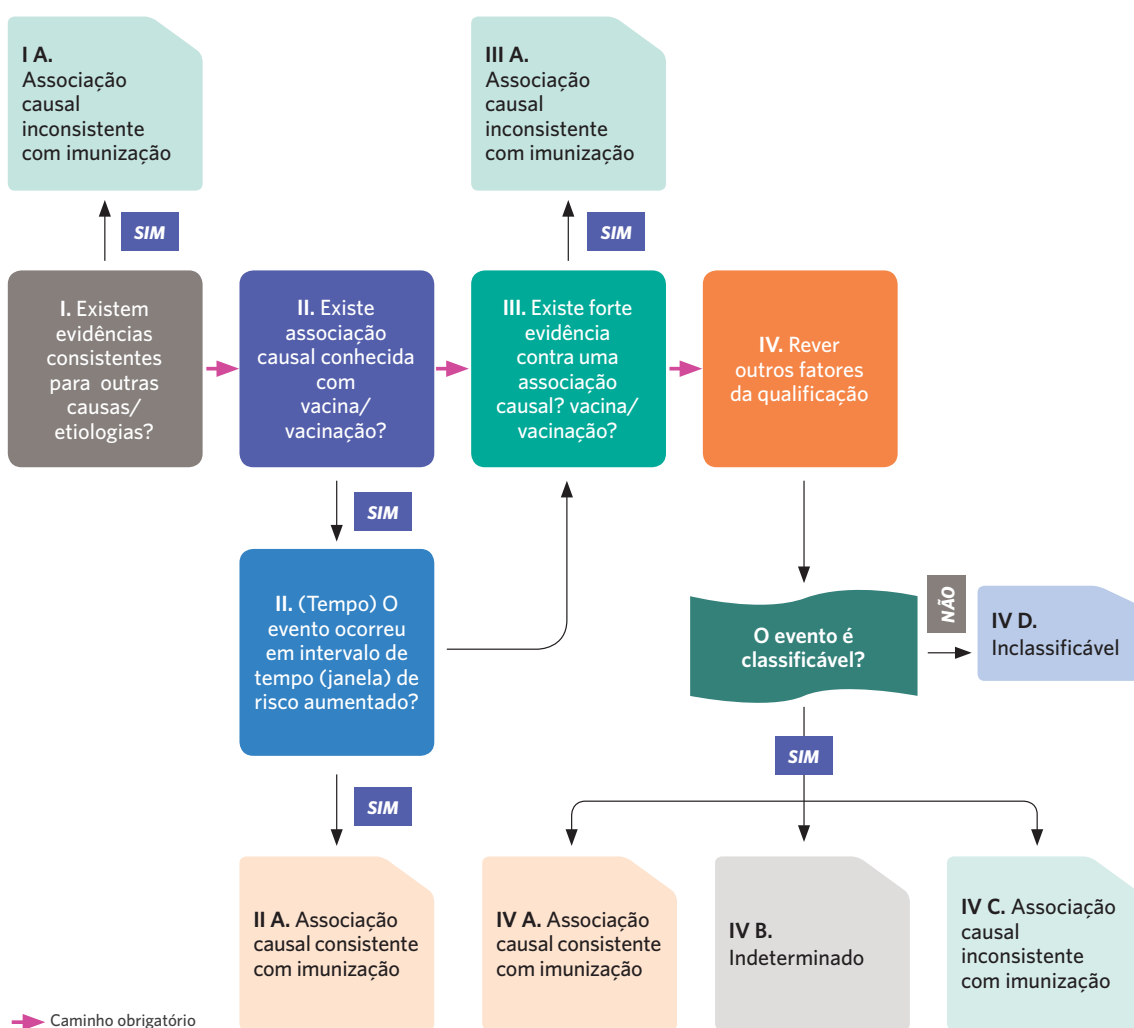 I A.
Associação
causal
inconsistente
com imunização
III A.
Associação
causal
inconsistente
com imunização
SIM
SIM
I. Existem
evidências
consistentes
para outras
causas/
etiologias?
II. Existe
associação
causal conhecida
com
vacina/
vacinação?
III. Existe forte
evidência
contra uma
associação
causal? vacina/
vacinação?
IV. Rever
outros fatores
da qualificação
SIM
II. (Tempo) O
evento ocorreu
em intervalo de
tempo (janela) de
risco aumentado?
O evento é
classificável?
NÃO
IV D.
Inclassificável
SIM
SIM
II A. Associação
causal consistente
com imunização
IV A. Associação
causal consistente
com imunização
IV B.
Indeterminado
IV C. Associação
causal
inconsistente
com imunização
Caminho obrigatório